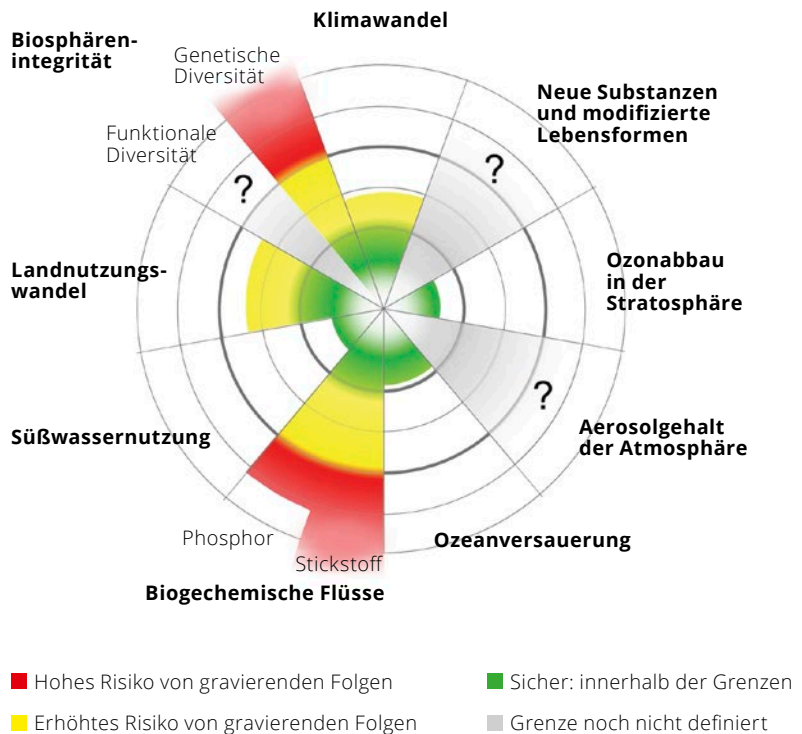 Klimawandel
Biosphären-
integrität
Genetische
Diversität
Funktionale
Diversität
?
?
Neue Substanzen
und modifizierte
Lebensformen
Landnutzungs-
wandel
Ozonabbau
in der
Stratosphäre
?
Süßwassernutzung
Aerosolgehalt
der Atmosphäre
Phosphor
Stickstoff
Ozeanversauerung
Biogechemische Flüsse
Hohes Risiko von gravierenden Folgen
Erhöhtes Risiko von gravierenden Folgen
Sicher: innerhalb der Grenzen
Grenze noch nicht definiert